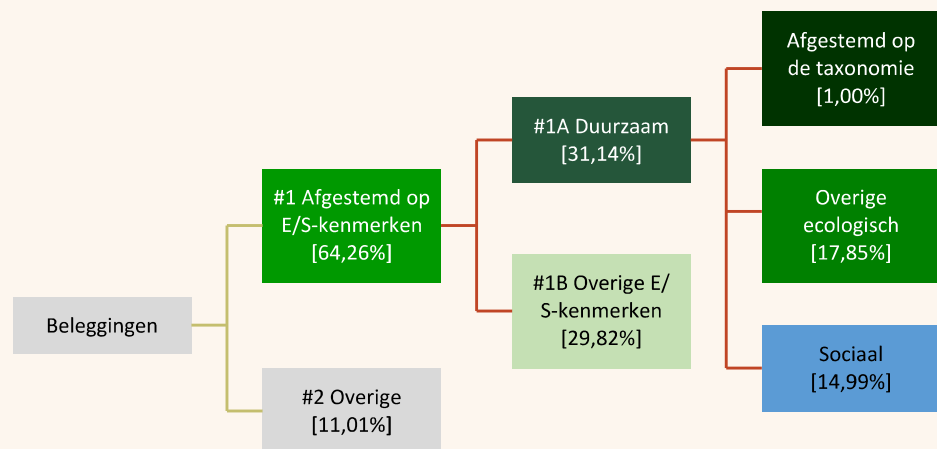 Beleggingen
#1 Afgestemd op
E/S-kenmerken
[64,26%]
#2 Overige
[11,01%]
#1A Duurzaam
[31,14%]
#1B Overige E/
S-kenmerken
[29,82%]
Afgestemd op
de taxonomie
[1,00%]
Overige
ecologisch
[17,85%]
Sociaal
[14,99%]